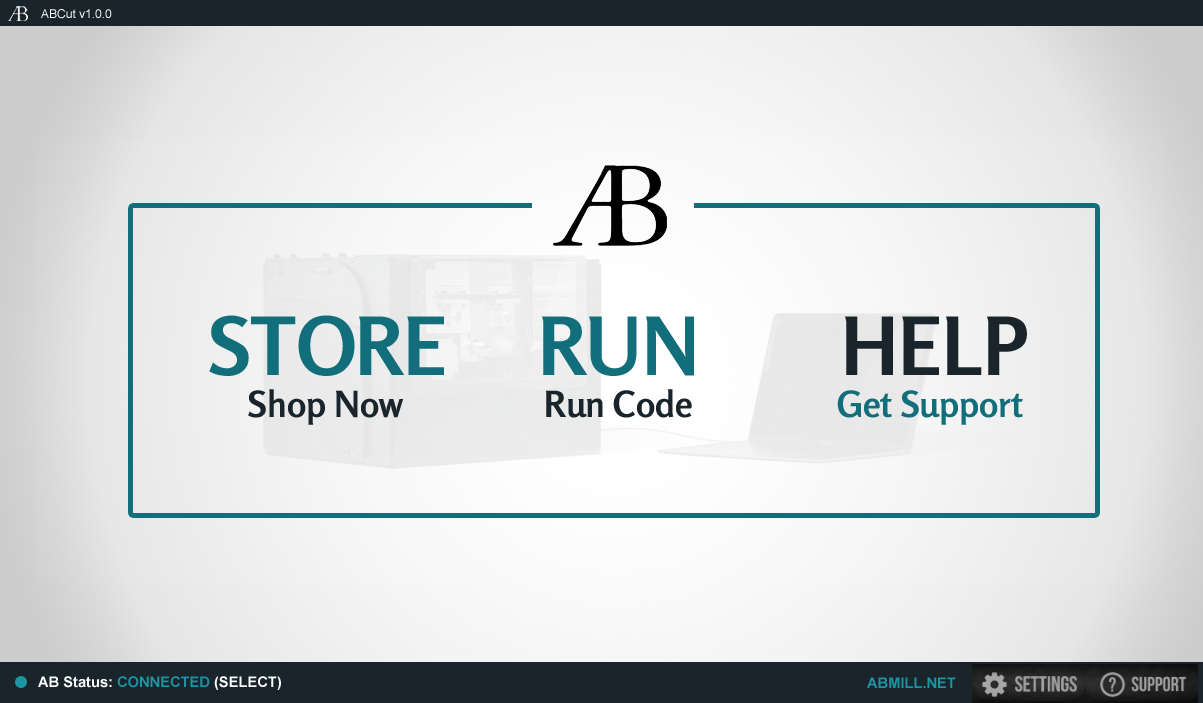 AB ABCut v1.0.0
AB
STORE RUN HELP
Shop Now Run Code Get Support
AB Status: CONNECTED (SELECT) ABMILL.NET SETTINGS ? SUPPORT